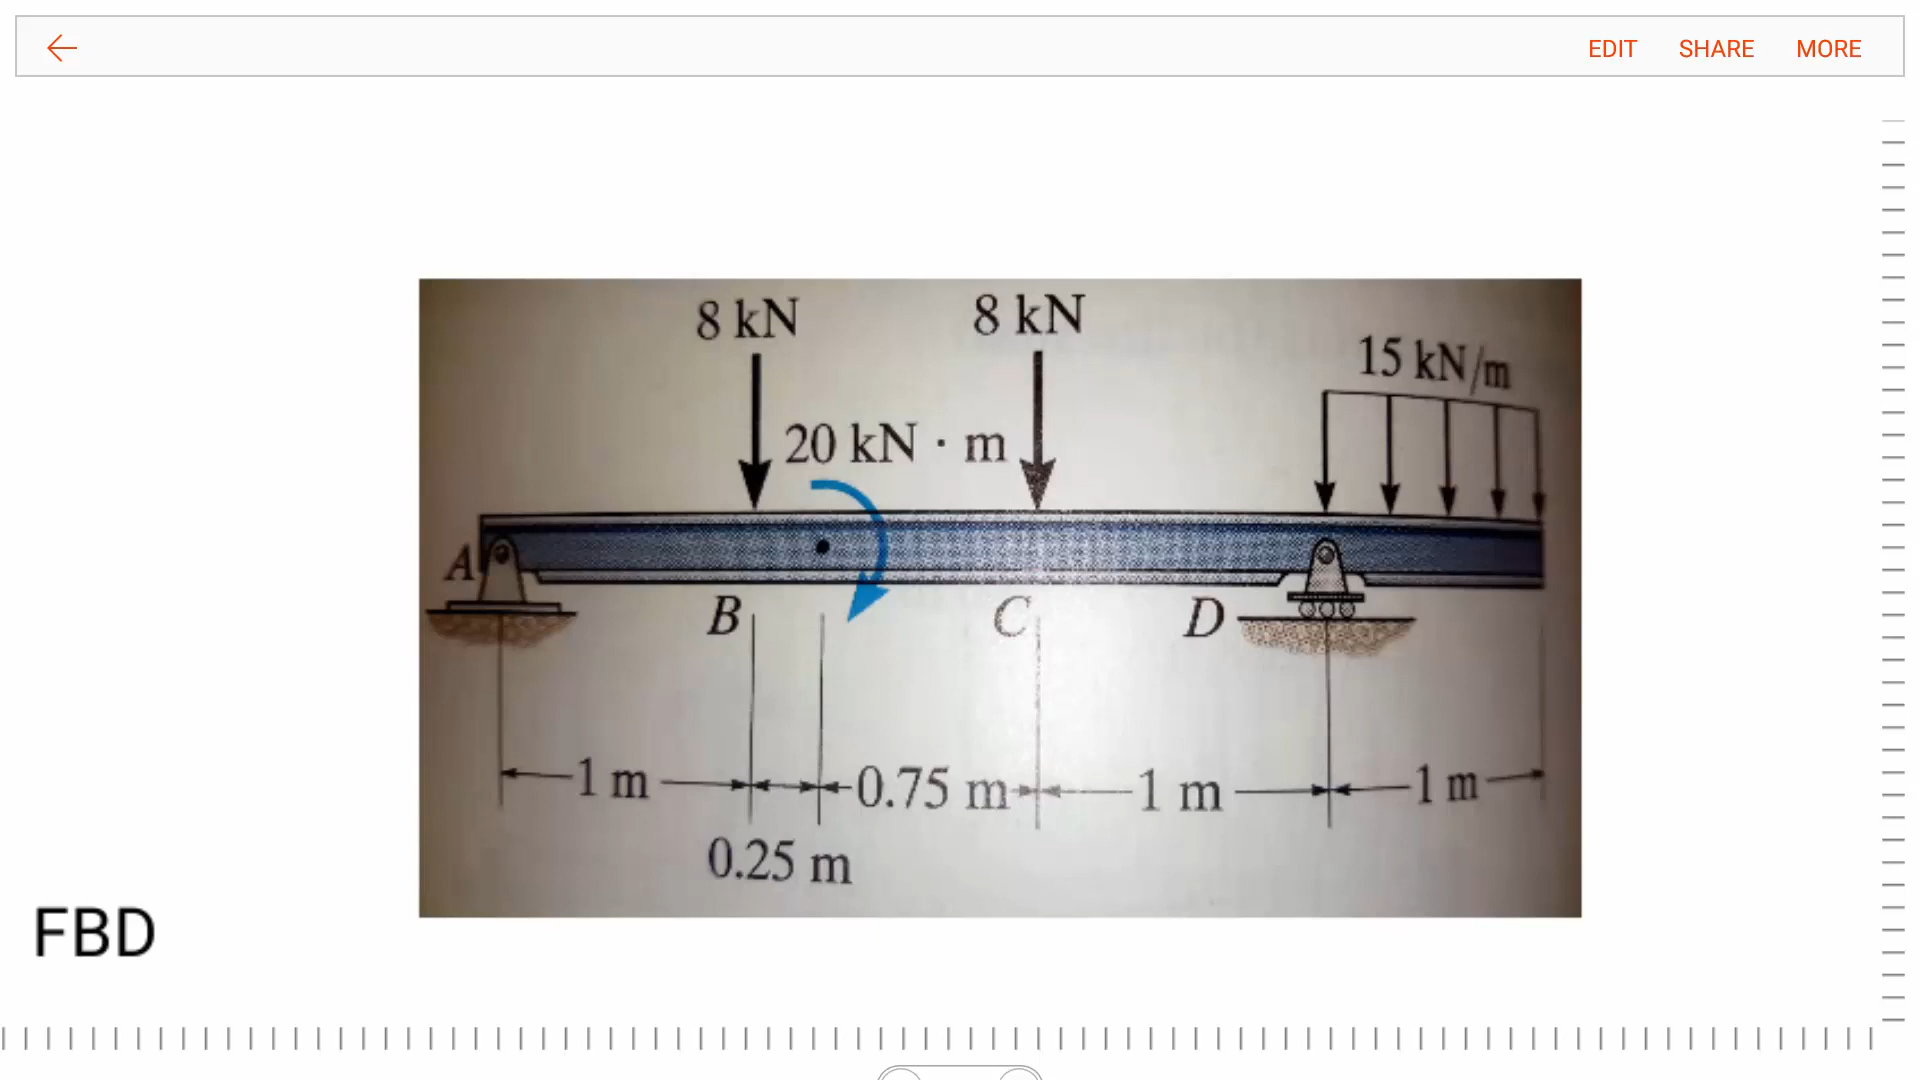 EDIT SHARE MORE
8 kN 8 kN
15 kN/m
20 kN · m
A
B C D
1 m 0.75 m 1 m 1 m
0.25 m
FBD